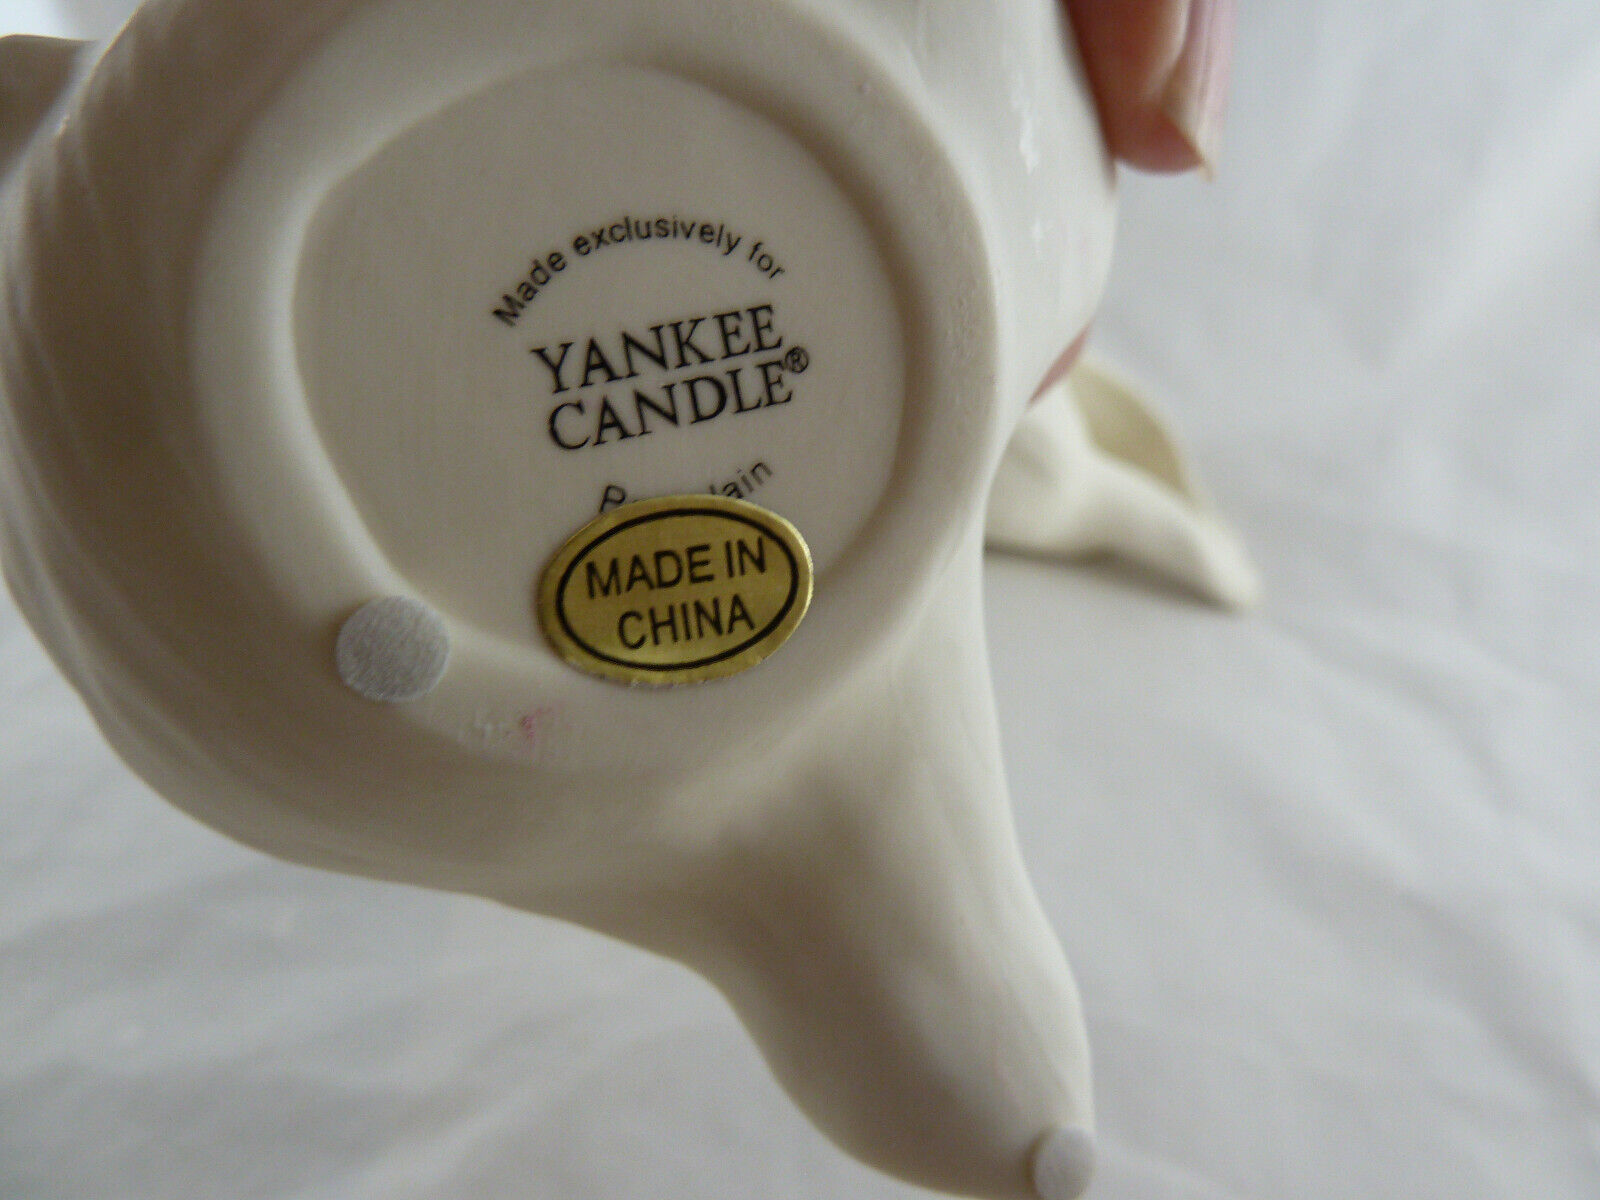 Made exclusively for
YANKEE
CANDLE®
MADE IN
CHINA